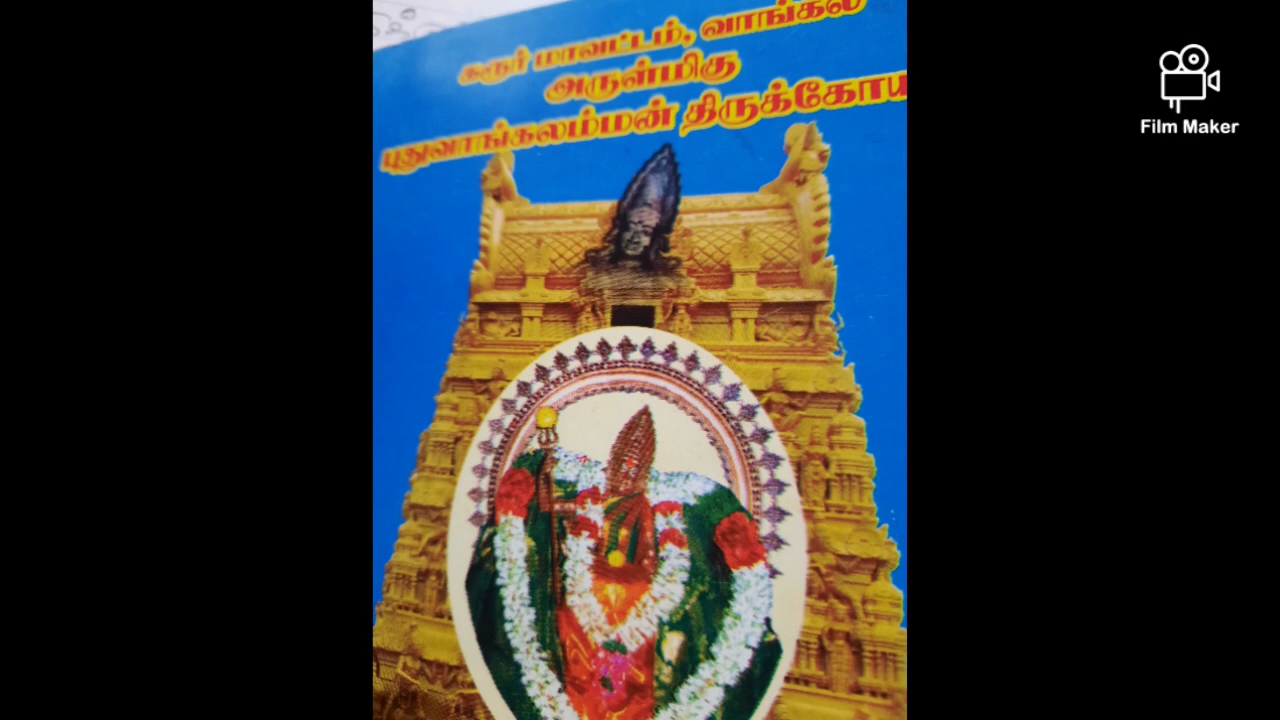 கரூர் மாவட்டம், வாங்கல்
அருள்மிகு
புதுவாங்கலம்மன் திருக்கோயி
Film Maker